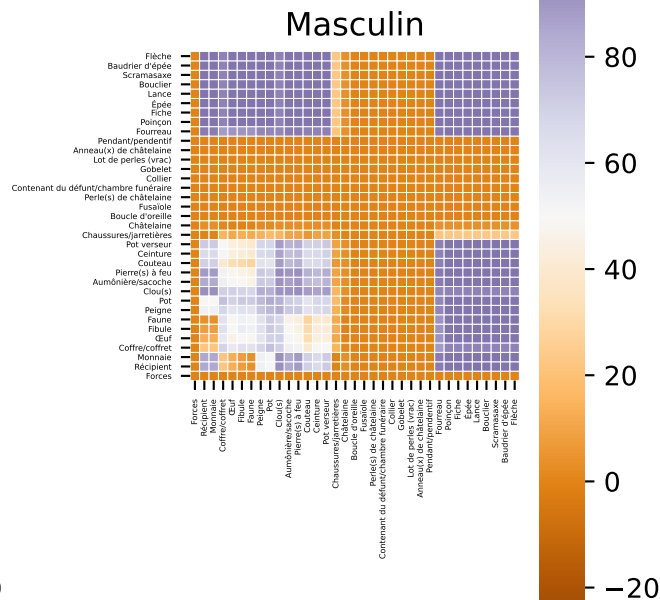 Masculin
Flèche
Baudrier d'épée
Scramasaxe
Bouclier
Lance
Épée
Fiche
Poinçon
Fourreau
Pendant/pendentif
Anneau(x) de châtelaine
Lot de perles (vrac)
Gobelet
Collier
Contenant du défunt/chambre funéraire
Perle(s) de châtelaine
Fusaïole
Boucle d'oreille
Châtelaine
Chaussures/jarretières
Pot verseur
Ceinture
Couteau
Pierre(s) à feu
Aumônière/sacoche
Clou(s)
Pot
Peigne
Faune
Fibule
Œuf
Coffre/coffret
Monnaie
Récipient
Forces
Forces
Récipient
Monnaie
Coffre/coffret
Œuf
Fibule
Faune
Peigne
Pot
Clou(s)
Aumônière/sacoche
Pierre(s) à feu
Couteau
Ceinture
Pot verseur
Chaussures/jarretières
Châtelaine
Boucle d'oreille
Fusaïole
Perle(s) de châtelaine
Contenant du défunt/chambre funéraire
Collier
Gobelet
Lot de perles (vrac)
Anneau(x) de châtelaine
Pendant/pendentif
Fourreau
Poinçon
Fiche
Épée
Lance
Bouclier
Scramasaxe
Baudrier d'épée
Flèche
80
60
40
20
0
−20